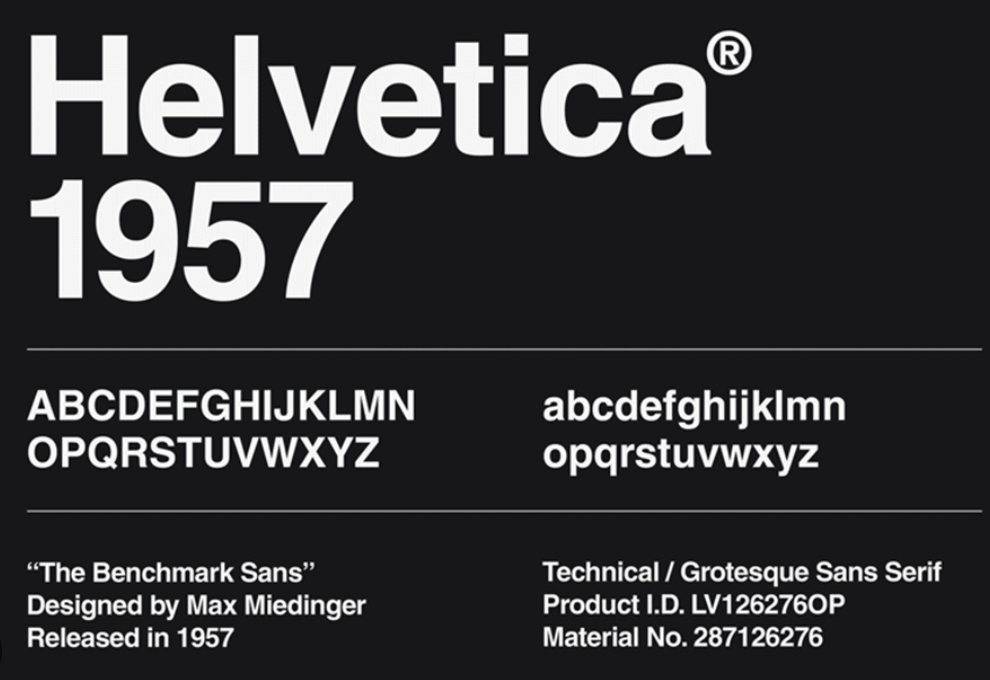 Helvetica®
1957
ABCDEFGHIJKLMN
OPQRSTUVWXYZ
abcdefghijklmn
opqrstuvwxyz
“The Benchmark Sans”
Designed by Max Miedinger
Released in 1957
Technical / Grotesque Sans Serif
Product I.D. LV126276OP
Material No. 287126276